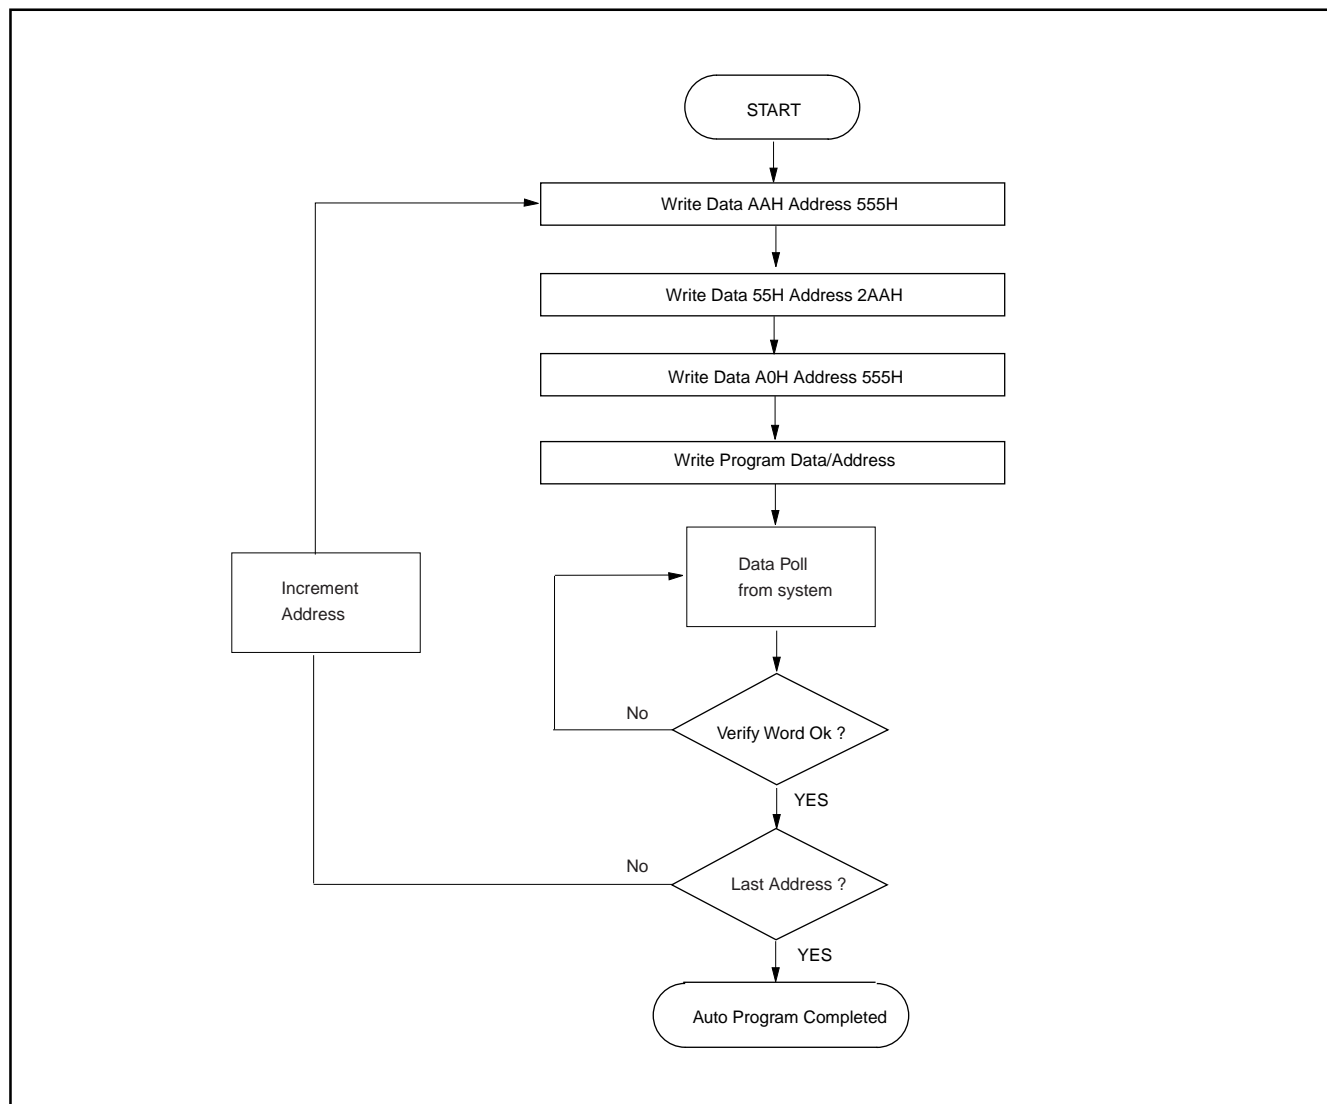 START
Write Data AAH Address 555H
Write Data 55H Address 2AAH
Write Data A0H Address 555H
Write Program Data/Address
Data Poll
from system
Increment
Address
No
Verify Word Ok ?
YES
No
Last Address ?
YES
Auto Program Completed